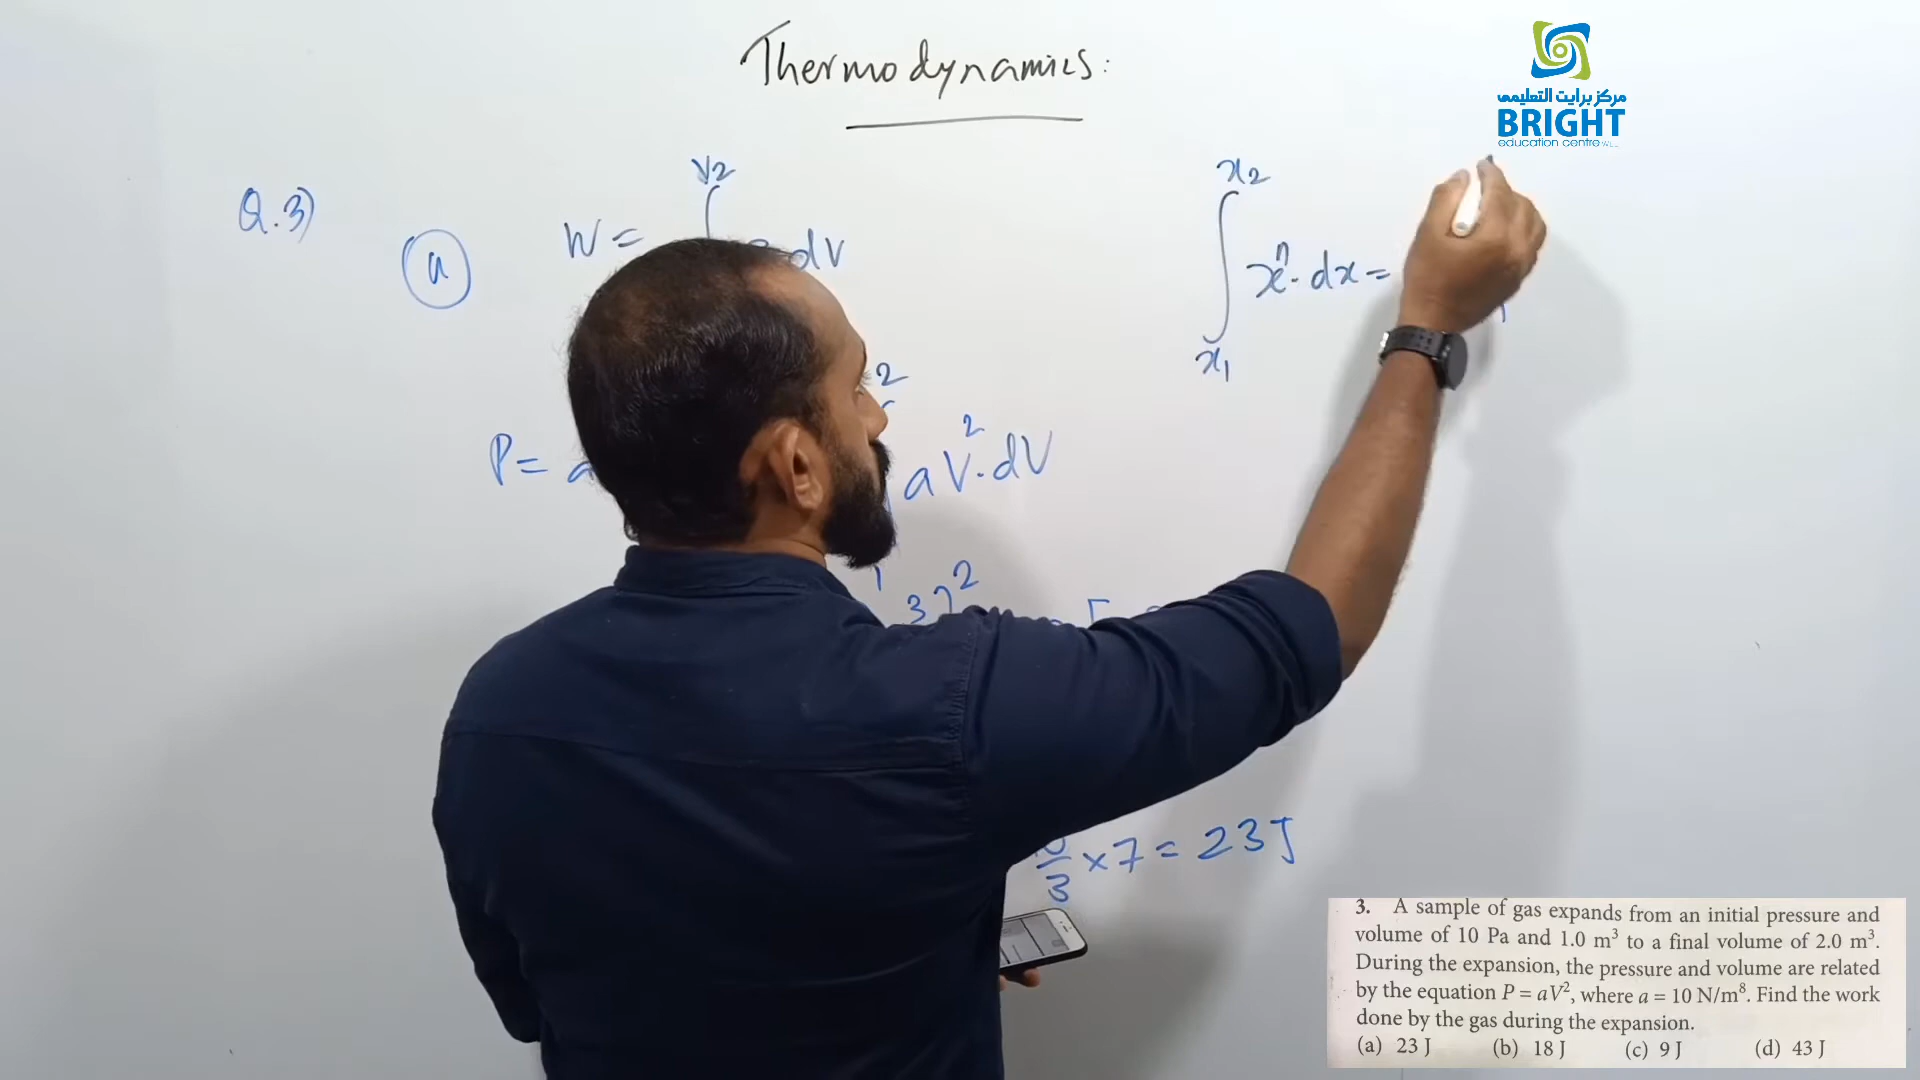 Thermodynamics:
مركز برايت التعليمي
BRIGHT
education centre W.L.L
Q.3)
a
W = ∫ V2 dV
∫ x1 x2 xⁿ. dx =
P = a
2
aV². dV
1
3 ] 2
3 × 7 = 23 J
3. A sample of gas expands from an initial pressure and
volume of 10 Pa and 1.0 m³ to a final volume of 2.0 m³.
During the expansion, the pressure and volume are related
by the equation P = aV², where a = 10 N/m⁸. Find the work
done by the gas during the expansion.
(a) 23 J (b) 18 J (c) 9 J (d) 43 J